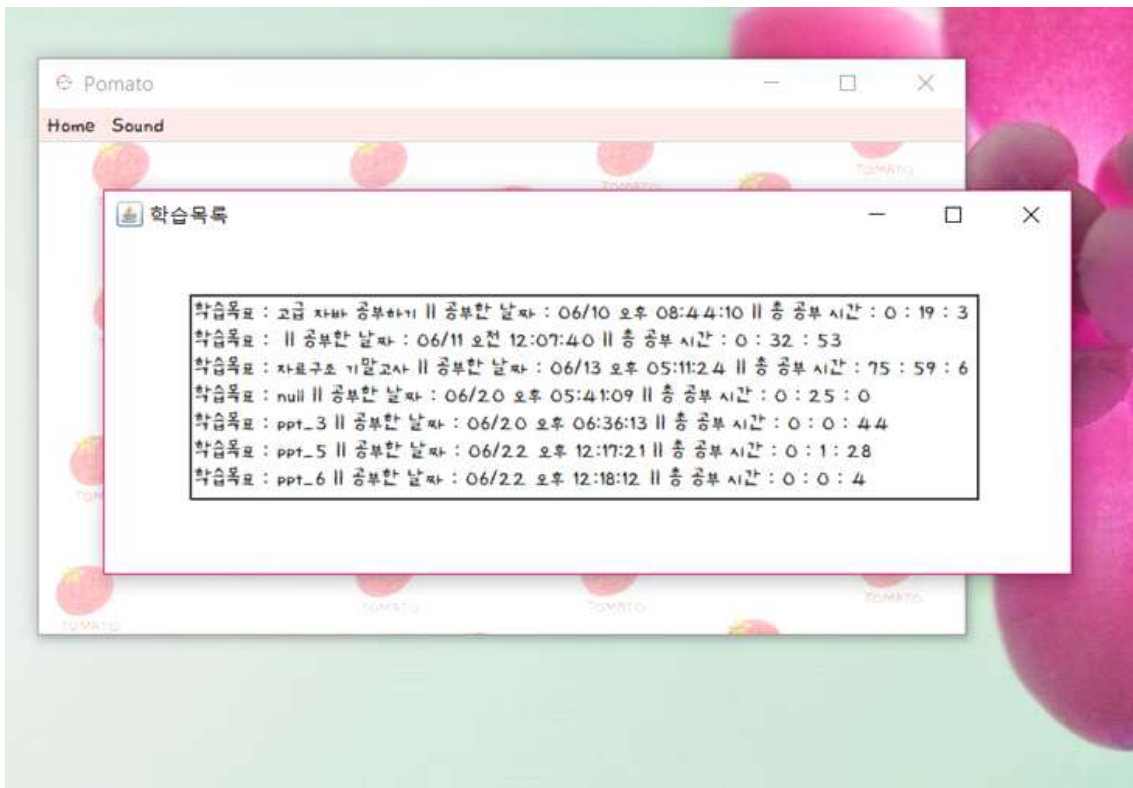 Pomato
Home Sound
TOMATO
TOMATO
학습목록
학습목표 : 고급 자바 공부하기 || 공부한 날짜 : 06/10 오후 08:44:10 || 총 공부 시간 : 0 : 19 : 3
학습목표 : || 공부한 날짜 : 06/11 오전 12:07:40 || 총 공부 시간 : 0 : 32 : 53
학습목표 : 자료구조 기말고사 || 공부한 날짜 : 06/13 오후 05:11:24 || 총 공부 시간 : 75 : 59 : 6
학습목표 : null || 공부한 날짜 : 06/20 오후 05:41:09 || 총 공부 시간 : 0 : 25 : 0
학습목표 : ppt_3 || 공부한 날짜 : 06/20 오후 06:36:13 || 총 공부 시간 : 0 : 0 : 44
학습목표 : ppt_5 || 공부한 날짜 : 06/22 오후 12:17:21 || 총 공부 시간 : 0 : 1 : 28
학습목표 : ppt_6 || 공부한 날짜 : 06/22 오후 12:18:12 || 총 공부 시간 : 0 : 0 : 4
TOMATO TOMATO TOMATO
TOMATO